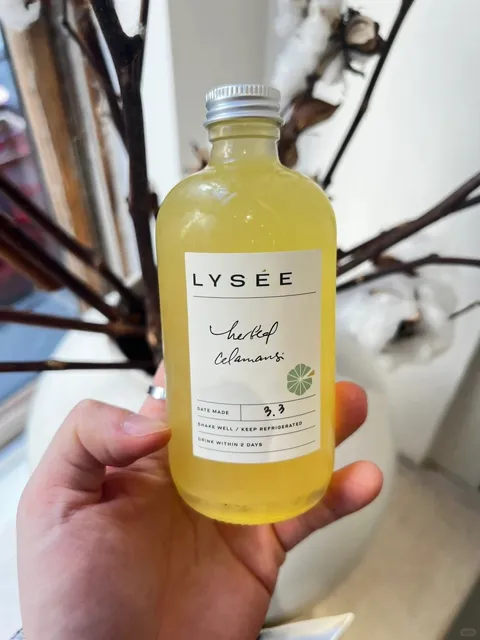 LYSÉE
herbal
calamansi
DATE MADE 3.3
SHAKE WELL / KEEP REFRIGERATED
DRINK WITHIN 2 DAYS